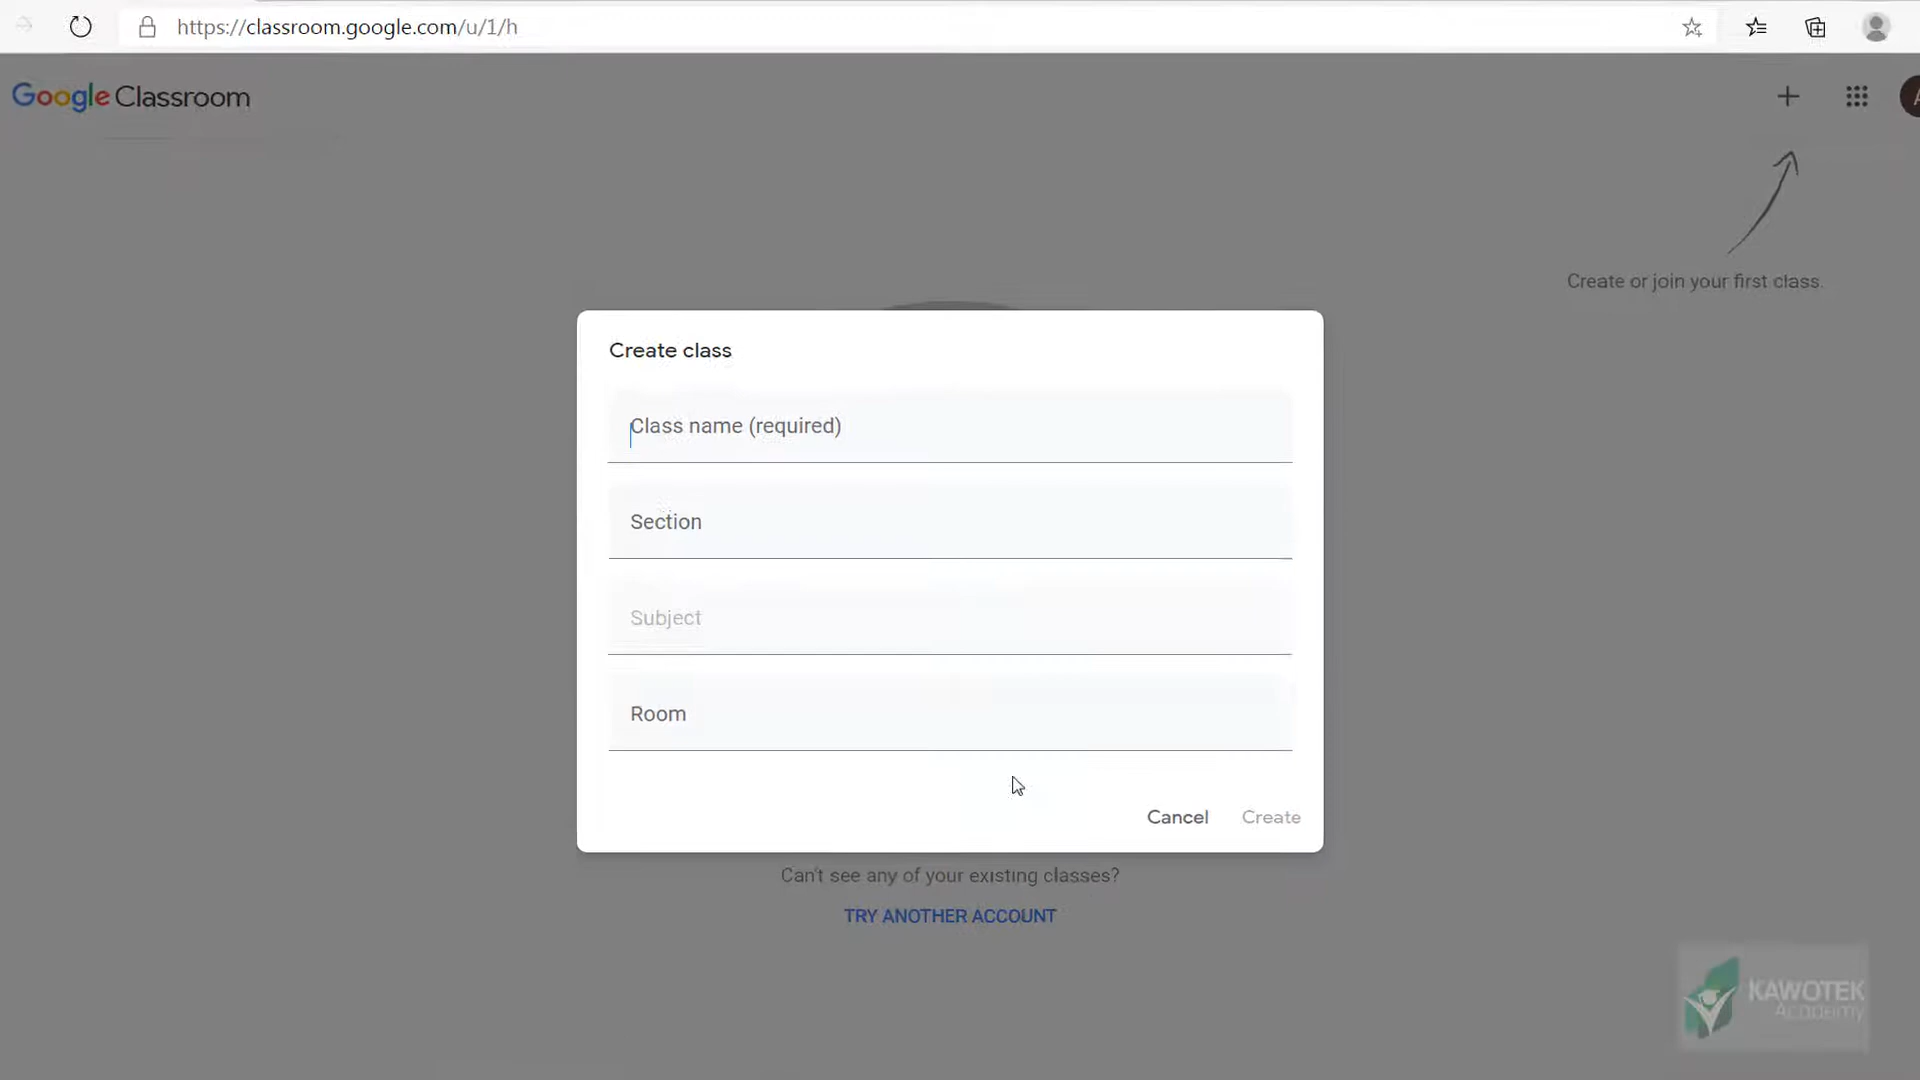 https://classroom.google.com/u/1/h
Google Classroom
A
Create or join your first class.
Create class
Class name (required)
Section
Subject
Room
Cancel Create
Can't see any of your existing classes?
TRY ANOTHER ACCOUNT
KAWOTEK
Academy